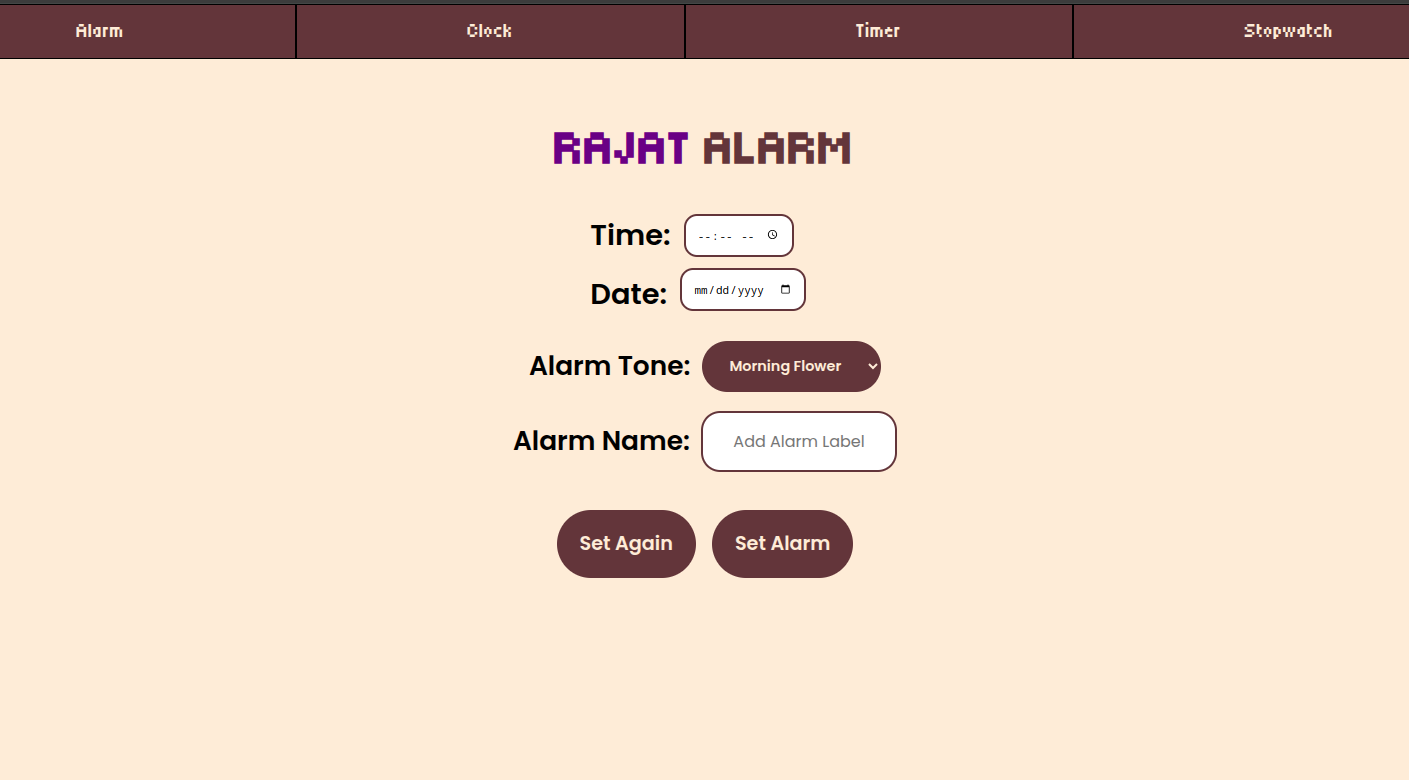 Alarm Clock Timer Stopwatch
RAJAT ALARM
Time: --:-- --
Date: mm/dd/yyyy
Alarm Tone: Morning Flower
Alarm Name: Add Alarm Label
Set Again Set Alarm